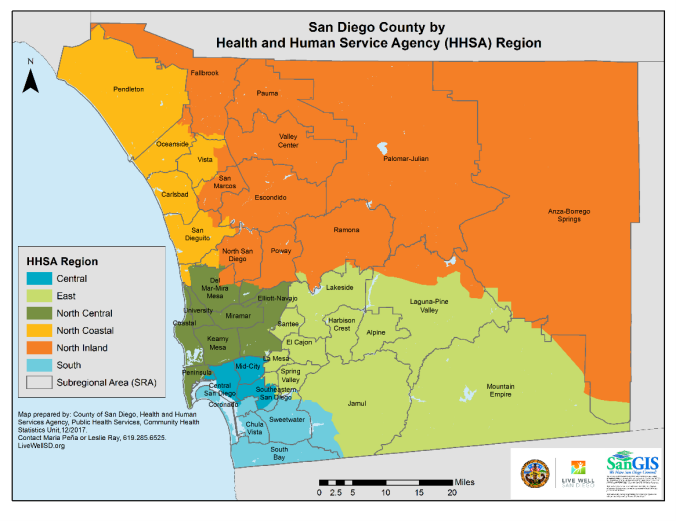 San Diego County by
Health and Human Service Agency (HHSA) Region
N
Fallbrook
Pendleton
Pauma
Valley
Center
Oceanside
Vista
Palomar-Julian
San
Marcos
Carlsbad
Escondido
Anza-Borrego
Springs
San
Dieguito
Ramona
North San
Diego
Poway
HHSA Region
Central
East
North Central
North Coastal
North Inland
South
Subregional Area (SRA)
Del
Mar-Mira
Mesa
Lakeside
Elliott-Navajo
Laguna-Pine
Valley
University
Miramar
Coastal
Santee
Harbison
Crest
Alpine
Kearny
Mesa
El Cajon
La Mesa
Mid-City
Peninsula
Spring
Valley
Central
San Diego
Southeastern
San Diego
Mountain
Empire
Coronado
Jamul
Sweetwater
Chula
Vista
South
Bay
Map prepared by: County of San Diego, Health and Human
Services Agency, Public Health Services, Community Health
Statistics Unit,12/2017.
Contact Maria Peña or Leslie Ray, 619.285.6525.
LiveWellSD.org
Miles
0 2.5 5 10 15 20
LIVE WELL
SAN DIEGO
SanGIS